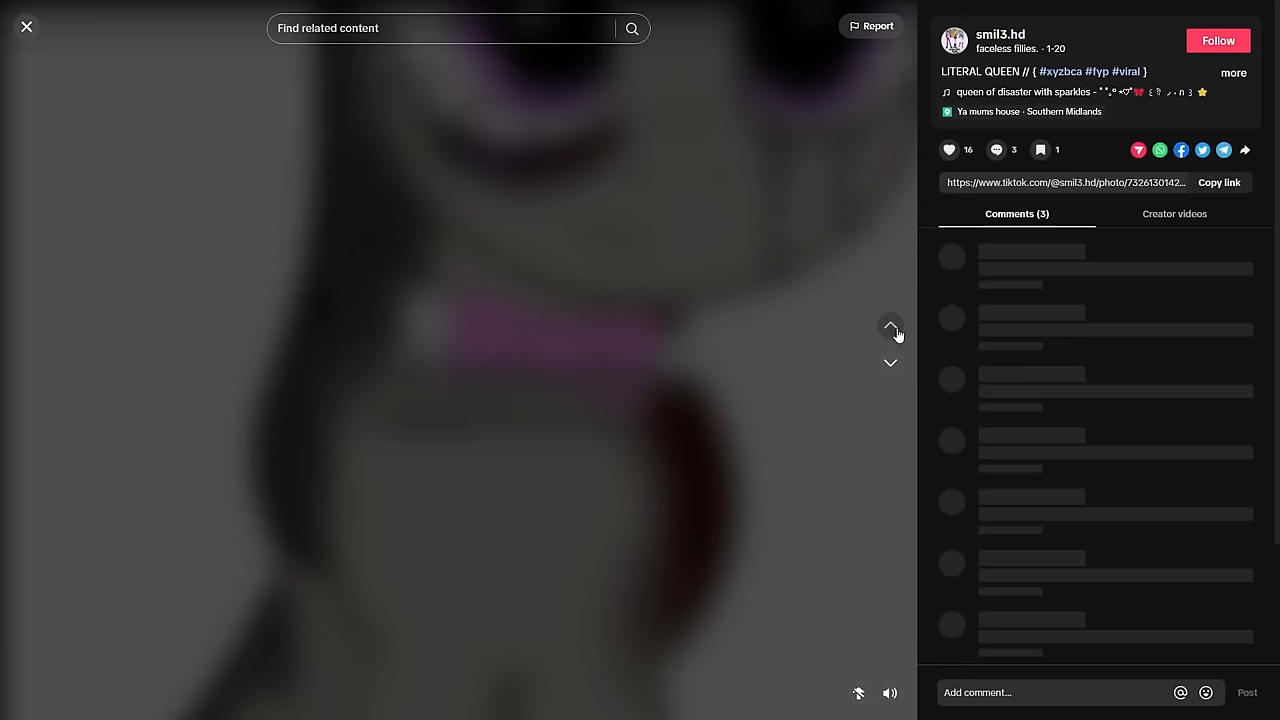 Find related content
Report
smil3.hd
faceless fillies. · 1-20
Follow
LITERAL QUEEN // { #xyzbca #fyp #viral }
more
queen of disaster with sparkles -
Ya mums house · Southern Midlands
16
3
1
https://www.tiktok.com/@smil3.hd/photo/7326130142...
Copy link
Comments (3)
Creator videos
Add comment...
Post